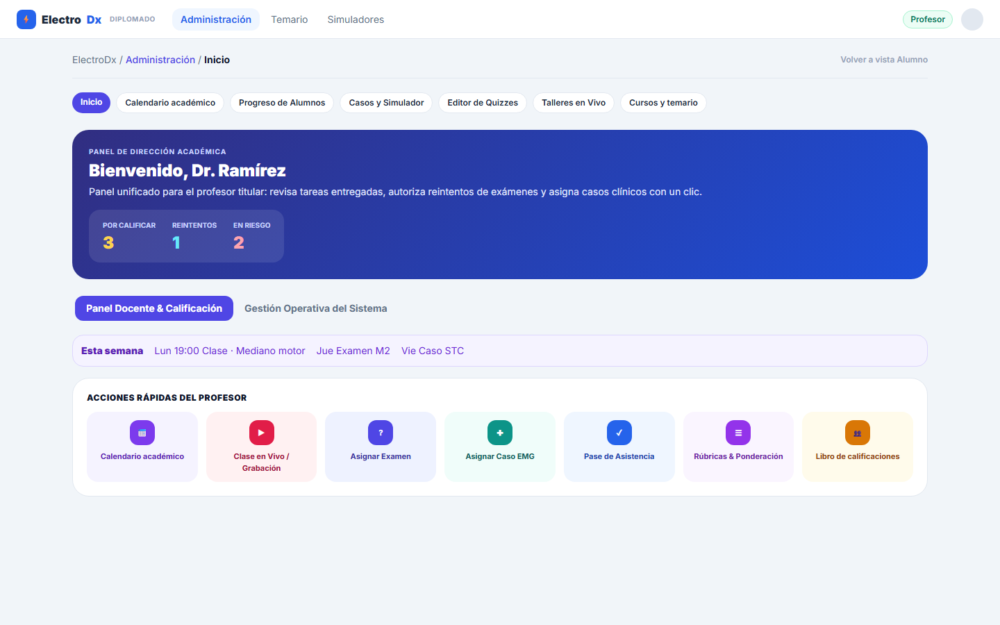 Electro Dx DIPLOMADO Administración Temario Simuladores Profesor
ElectroDx / Administración / Inicio Volver a vista Alumno
Inicio Calendario académico Progreso de Alumnos Casos y Simulador Editor de Quizzes Talleres en Vivo Cursos y temario
PANEL DE DIRECCIÓN ACADÉMICA
Bienvenido, Dr. Ramírez
Panel unificado para el profesor titular: revisa tareas entregadas, autoriza reintentos de exámenes y asigna casos clínicos con un clic.
POR CALIFICAR REINTENTOS EN RIESGO
3 1 2
Panel Docente & Calificación Gestión Operativa del Sistema
Esta semana Lun 19:00 Clase · Mediano motor Jue Examen M2 Vie Caso STC
ACCIONES RÁPIDAS DEL PROFESOR
Calendario académico
Clase en Vivo /
Grabación
?
Asignar Examen
Asignar Caso EMG
Pase de Asistencia
Rúbricas & Ponderación
Libro de calificaciones